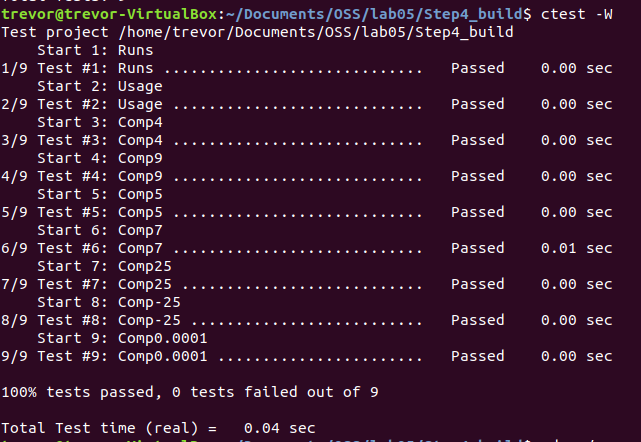 trevor@trevor-VirtualBox:~/Documents/OSS/lab05/Step4_build$ ctest -W
Test project /home/trevor/Documents/OSS/lab05/Step4_build
    Start 1: Runs
1/9 Test #1: Runs .............................   Passed    0.00 sec
    Start 2: Usage
2/9 Test #2: Usage ............................   Passed    0.00 sec
    Start 3: Comp4
3/9 Test #3: Comp4 ............................   Passed    0.00 sec
    Start 4: Comp9
4/9 Test #4: Comp9 ............................   Passed    0.00 sec
    Start 5: Comp5
5/9 Test #5: Comp5 ............................   Passed    0.00 sec
    Start 6: Comp7
6/9 Test #6: Comp7 ............................   Passed    0.01 sec
    Start 7: Comp25
7/9 Test #7: Comp25 ...........................   Passed    0.00 sec
    Start 8: Comp-25
8/9 Test #8: Comp-25 ..........................   Passed    0.00 sec
    Start 9: Comp0.0001
9/9 Test #9: Comp0.0001 .......................   Passed    0.00 sec

100% tests passed, 0 tests failed out of 9

Total Test time (real) =   0.04 sec